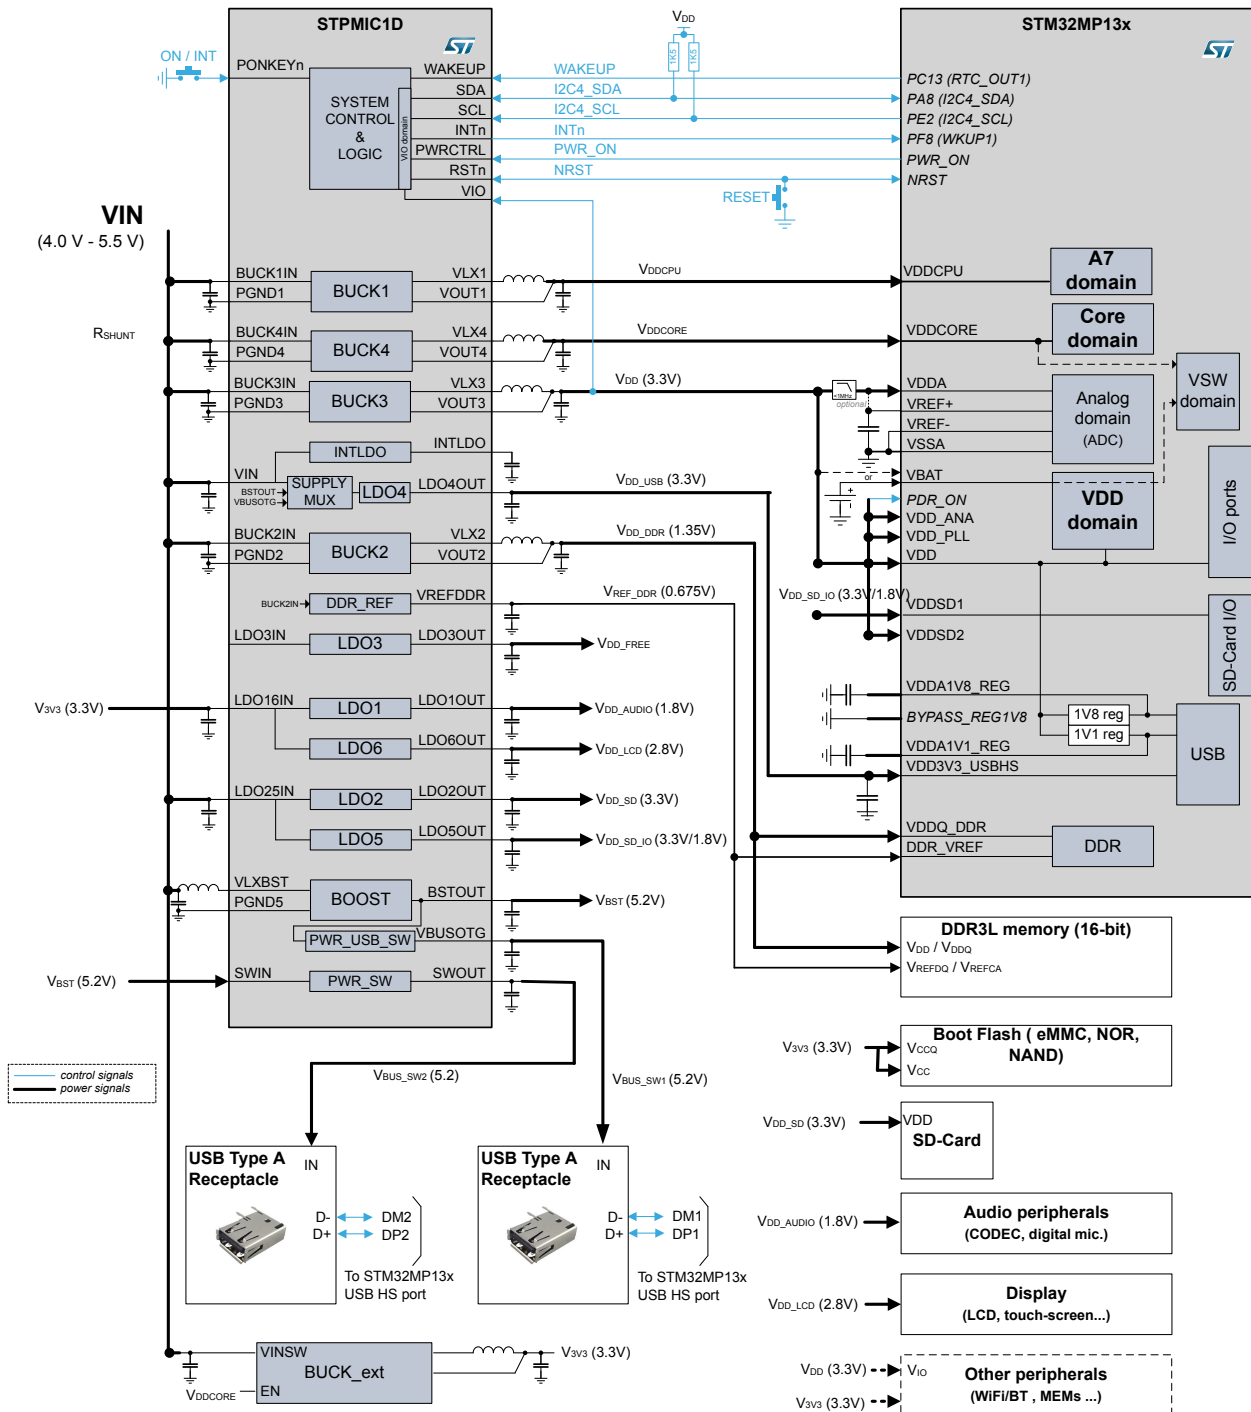 STPMIC1D
STM32MP13x
ST
ST
VDD
1K5
1K5
ON / INT
PONKEYn
SYSTEM
CONTROL
&
LOGIC
VIO domain
WAKEUP
SDA
SCL
INTn
PWRCTRL
RSTn
VIO
WAKEUP
I2C4_SDA
I2C4_SCL
INTn
PWR_ON
NRST
RESET
PC13 (RTC_OUT1)
PA8 (I2C4_SDA)
PE2 (I2C4_SCL)
PF8 (WKUP1)
PWR_ON
NRST
VIN
(4.0 V - 5.5 V)
RSHUNT
BUCK1IN
PGND1
BUCK1
VLX1
VOUT1
VDDCPU
VDDCPU
A7
domain
BUCK4IN
PGND4
BUCK4
VLX4
VOUT4
VDDCORE
VDDCORE
Core
domain
BUCK3IN
PGND3
BUCK3
VLX3
VOUT3
VDD (3.3V)
<1MHz
optional
VDDA
VREF+
VREF-
VSSA
Analog
domain
(ADC)
VSW
domain
INTLDO
INTLDO
VIN
BSTOUT
VBUSOTG
SUPPLY
MUX
LDO4
LDO4OUT
VDD_USB (3.3V)
or
+
VBAT
PDR_ON
VDD_ANA
VDD_PLL
VDD
VDD
domain
I/O ports
BUCK2IN
PGND2
BUCK2
VLX2
VOUT2
VDD_DDR (1.35V)
BUCK2IN
DDR_REF
VREFDDR
VREF_DDR (0.675V)
VDD_SD_IO (3.3V/1.8V)
VDDSD1
VDDSD2
SD-Card I/O
LDO3IN
LDO3
LDO3OUT
VDD_FREE
V3V3 (3.3V)
LDO16IN
LDO1
LDO1OUT
VDD_AUDIO (1.8V)
LDO6
LDO6OUT
VDD_LCD (2.8V)
VDDA1V8_REG
BYPASS_REG1V8
VDDA1V1_REG
VDD3V3_USBHS
1V8 reg
1V1 reg
USB
LDO25IN
LDO2
LDO2OUT
VDD_SD (3.3V)
LDO5
LDO5OUT
VDD_SD_IO (3.3V/1.8V)
VDDQ_DDR
DDR_VREF
DDR
VLXBST
PGND5
BOOST
BSTOUT
VBST (5.2V)
PWR_USB_SW
VBUSOTG
VBST (5.2V)
SWIN
PWR_SW
SWOUT
DDR3L memory (16-bit)
VDD / VDDQ
VREFDQ / VREFCA
control signals
power signals
VBUS_SW2 (5.2)
VBUS_SW1 (5.2V)
V3V3 (3.3V)
Boot Flash ( eMMC, NOR,
NAND)
VCCQ
VCC
VDD_SD (3.3V)
VDD
SD-Card
USB Type A
Receptacle
IN
D-
D+
DM2
DP2
To STM32MP13x
USB HS port
USB Type A
Receptacle
IN
D-
D+
DM1
DP1
To STM32MP13x
USB HS port
VDD_AUDIO (1.8V)
Audio peripherals
(CODEC, digital mic.)
VDD_LCD (2.8V)
Display
(LCD, touch-screen...)
VINSW
BUCK_ext
VDDCORE
EN
V3V3 (3.3V)
VDD (3.3V)
VIO
V3V3 (3.3V)
Other peripherals
(WiFi/BT , MEMs ...)